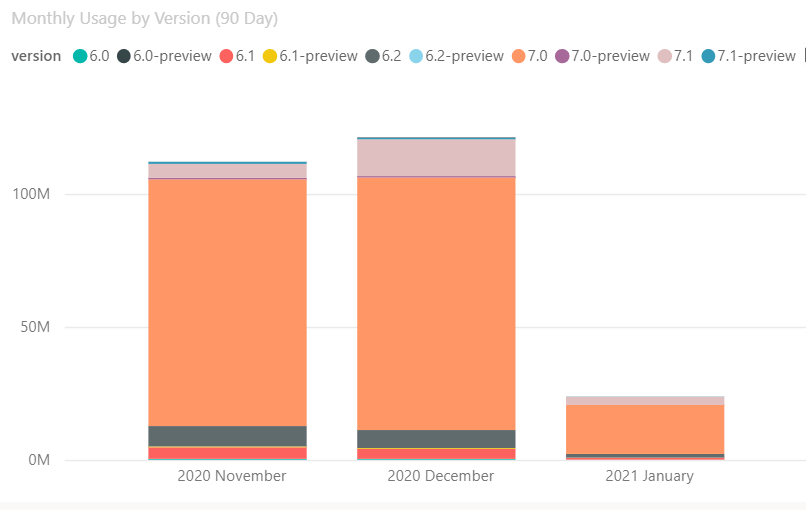 Monthly Usage by Version (90 Day)
version 6.0 6.0-preview 6.1 6.1-preview 6.2 6.2-preview 7.0 7.0-preview 7.1 7.1-preview
100M
50M
0M
2020 November 2020 December 2021 January